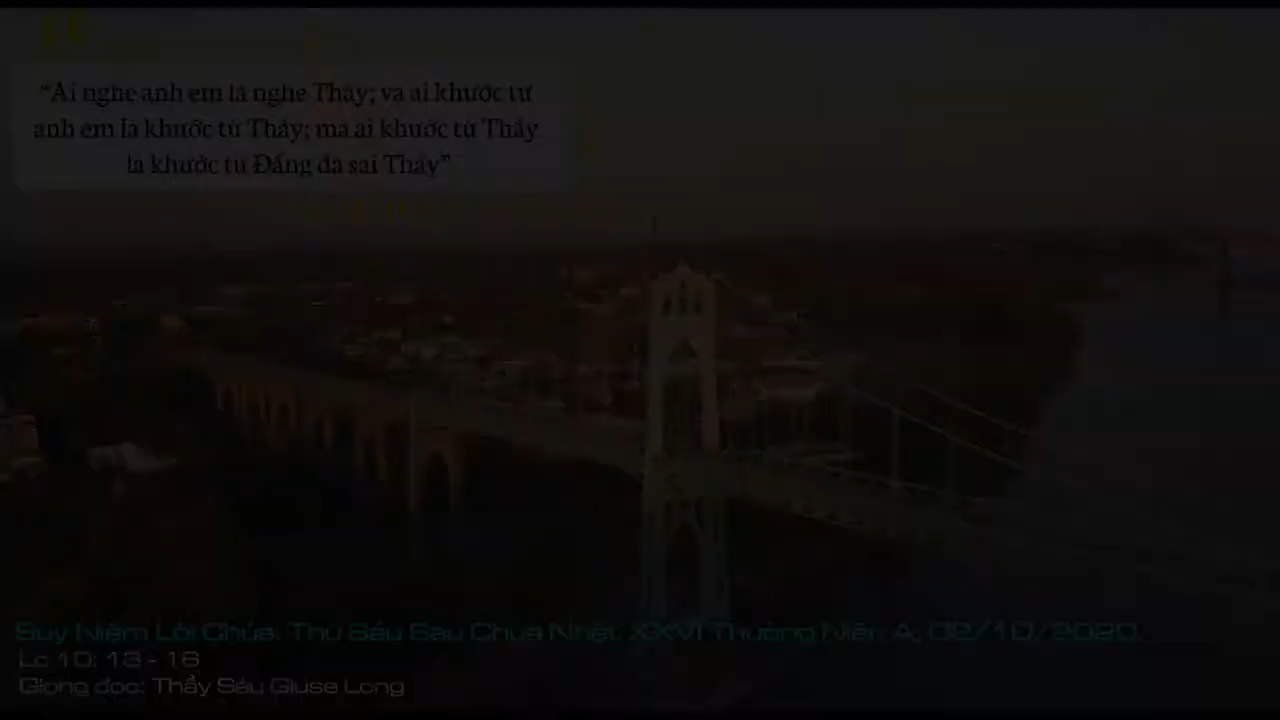 “Ai nghe anh em là nghe Thầy; và ai khước từ
anh em là khước từ Thầy; mà ai khước từ Thầy
là khước từ Đấng đã sai Thầy”
Suy Niệm Lời Chúa: Thứ Sáu Sau Chúa Nhật XXVI Thường Niên A, 02/10/2020
Lc 10: 13 - 16
Giọng đọc: Thầy Sáu Giuse Long